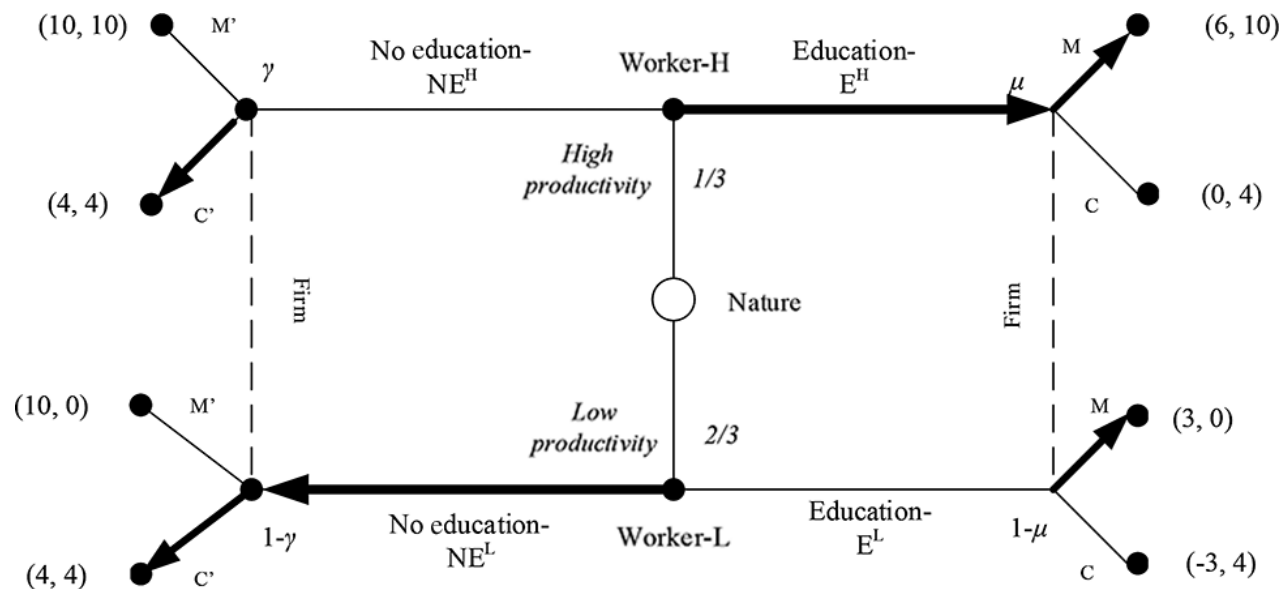 (10, 10)
M’
γ
No education-
NE^H
Worker-H
Education-
E^H
μ
M
(6, 10)
High
productivity
1/3
(4, 4)
C’
C
(0, 4)
Firm
Nature
Firm
(10, 0)
M’
Low
productivity
2/3
M
(3, 0)
1-γ
No education-
NE^L
Worker-L
Education-
E^L
1-μ
(4, 4)
C’
C
(-3, 4)